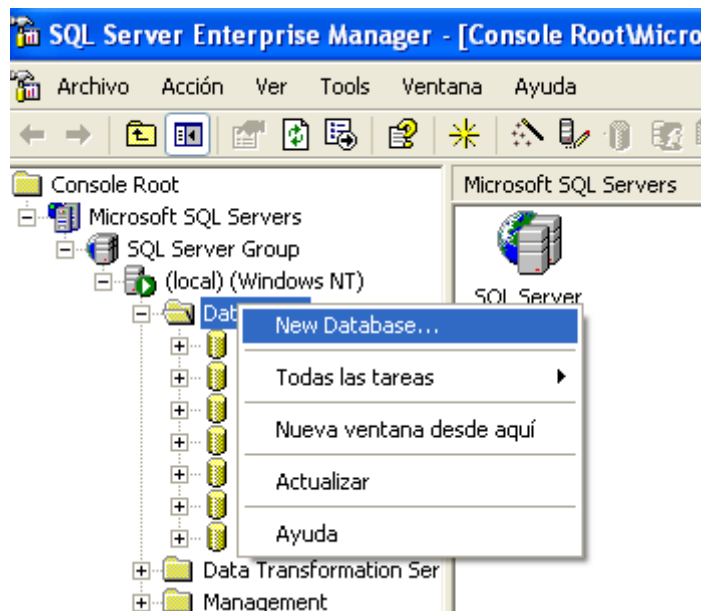 SQL Server Enterprise Manager - [Console Root\Micro
Archivo Acción Ver Tools Ventana Ayuda
Console Root
Microsoft SQL Servers
Microsoft SQL Servers
SQL Server Group
(local) (Windows NT)
SQL Server
Dat
New Database...
Todas las tareas
Nueva ventana desde aquí
Actualizar
Ayuda
Data Transformation Ser
Management